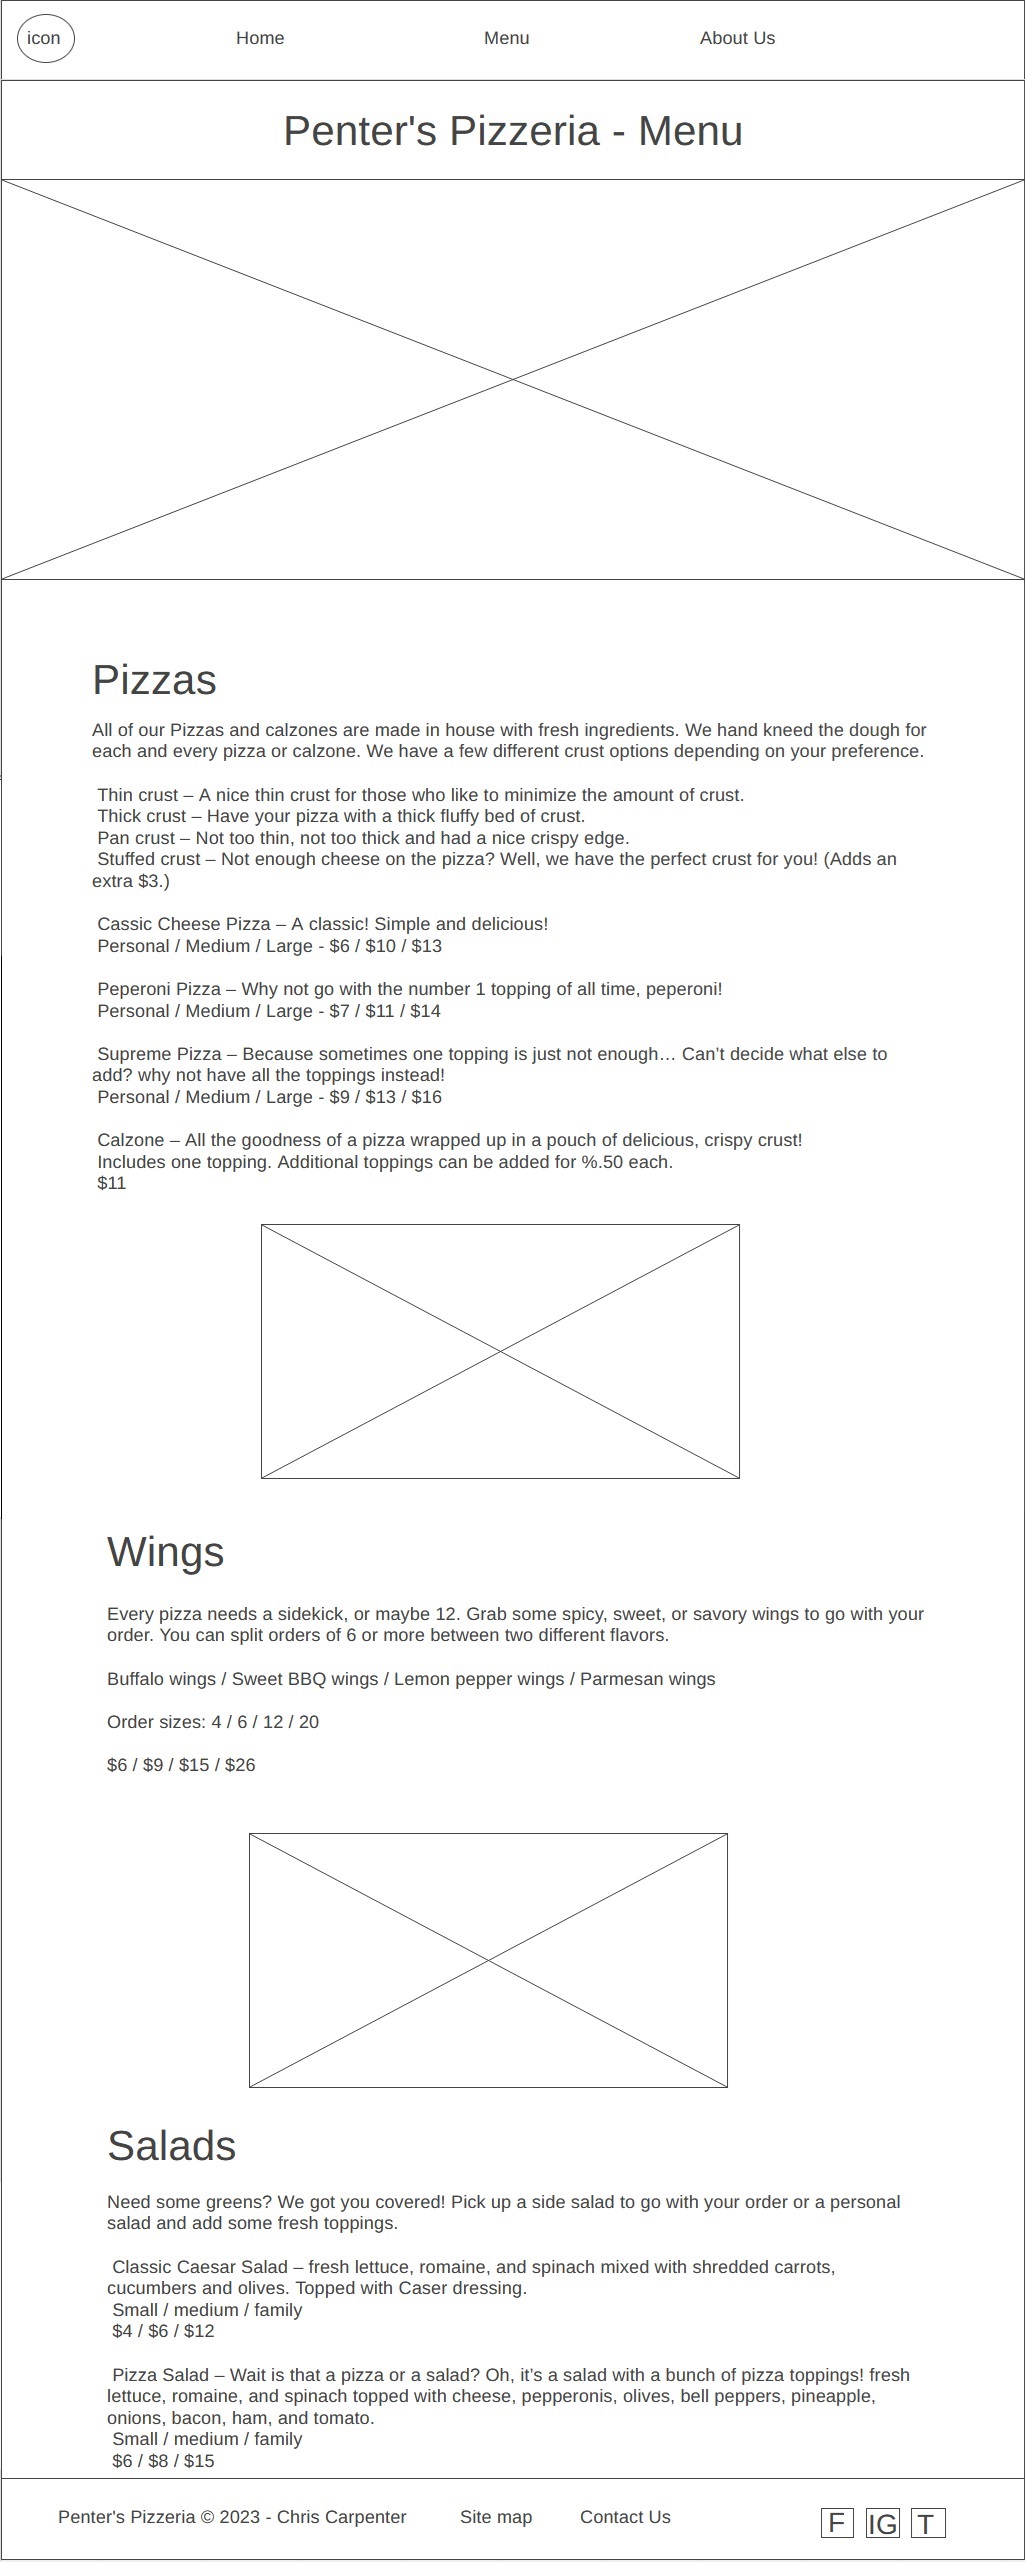 icon Home Menu About Us
Penter's Pizzeria - Menu
Pizzas
All of our Pizzas and calzones are made in house with fresh ingredients. We hand kneed the dough for
each and every pizza or calzone. We have a few different crust options depending on your preference.
Thin crust – A nice thin crust for those who like to minimize the amount of crust.
Thick crust – Have your pizza with a thick fluffy bed of crust.
Pan crust – Not too thin, not too thick and had a nice crispy edge.
Stuffed crust – Not enough cheese on the pizza? Well, we have the perfect crust for you! (Adds an
extra $3.)
Cassic Cheese Pizza – A classic! Simple and delicious!
Personal / Medium / Large - $6 / $10 / $13
Peperoni Pizza – Why not go with the number 1 topping of all time, peperoni!
Personal / Medium / Large - $7 / $11 / $14
Supreme Pizza – Because sometimes one topping is just not enough… Can’t decide what else to
add? why not have all the toppings instead!
Personal / Medium / Large - $9 / $13 / $16
Calzone – All the goodness of a pizza wrapped up in a pouch of delicious, crispy crust!
Includes one topping. Additional toppings can be added for %.50 each.
$11
Wings
Every pizza needs a sidekick, or maybe 12. Grab some spicy, sweet, or savory wings to go with your
order. You can split orders of 6 or more between two different flavors.
Buffalo wings / Sweet BBQ wings / Lemon pepper wings / Parmesan wings
Order sizes: 4 / 6 / 12 / 20
$6 / $9 / $15 / $26
Salads
Need some greens? We got you covered! Pick up a side salad to go with your order or a personal
salad and add some fresh toppings.
Classic Caesar Salad – fresh lettuce, romaine, and spinach mixed with shredded carrots,
cucumbers and olives. Topped with Caser dressing.
Small / medium / family
$4 / $6 / $12
Pizza Salad – Wait is that a pizza or a salad? Oh, it’s a salad with a bunch of pizza toppings! fresh
lettuce, romaine, and spinach topped with cheese, pepperonis, olives, bell peppers, pineapple,
onions, bacon, ham, and tomato.
Small / medium / family
$6 / $8 / $15
Penter's Pizzeria © 2023 - Chris Carpenter Site map Contact Us F IG T